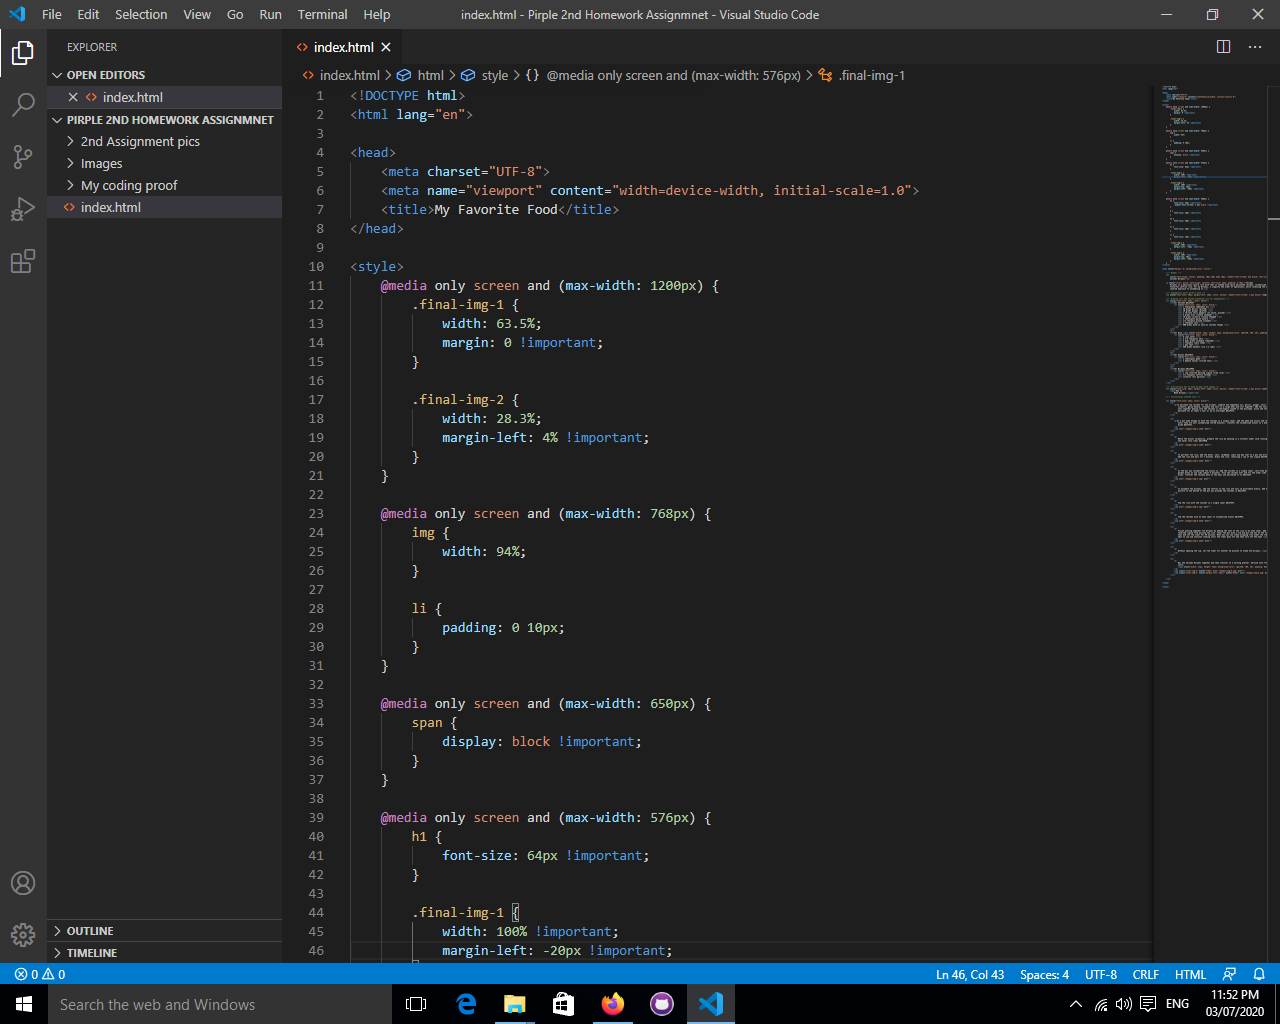 File Edit Selection View Go Run Terminal Help
index.html - Pirple 2nd Homework Assignmnet - Visual Studio Code
EXPLORER
OPEN EDITORS
index.html
PIRPLE 2ND HOMEWORK ASSIGNMNET
2nd Assignment pics
Images
My coding proof
index.html
OUTLINE
TIMELINE
index.html
index.html > html > style > {} @media only screen and (max-width: 576px) > .final-img-1
1 <!DOCTYPE html>
2 <html lang="en">
3
4 <head>
5 <meta charset="UTF-8">
6 <meta name="viewport" content="width=device-width, initial-scale=1.0">
7 <title>My Favorite Food</title>
8 </head>
9
10 <style>
11 @media only screen and (max-width: 1200px) {
12 .final-img-1 {
13 width: 63.5%;
14 margin: 0 !important;
15 }
16
17 .final-img-2 {
18 width: 28.3%;
19 margin-left: 4% !important;
20 }
21 }
22
23 @media only screen and (max-width: 768px) {
24 img {
25 width: 94%;
26 }
27
28 li {
29 padding: 0 10px;
30 }
31 }
32
33 @media only screen and (max-width: 650px) {
34 span {
35 display: block !important;
36 }
37 }
38
39 @media only screen and (max-width: 576px) {
40 h1 {
41 font-size: 64px !important;
42 }
43
44 .final-img-1 {
45 width: 100% !important;
46 margin-left: -20px !important;
0 0
Ln 46, Col 43 Spaces: 4 UTF-8 CRLF HTML
Search the web and Windows
ENG
11:52 PM
03/07/2020